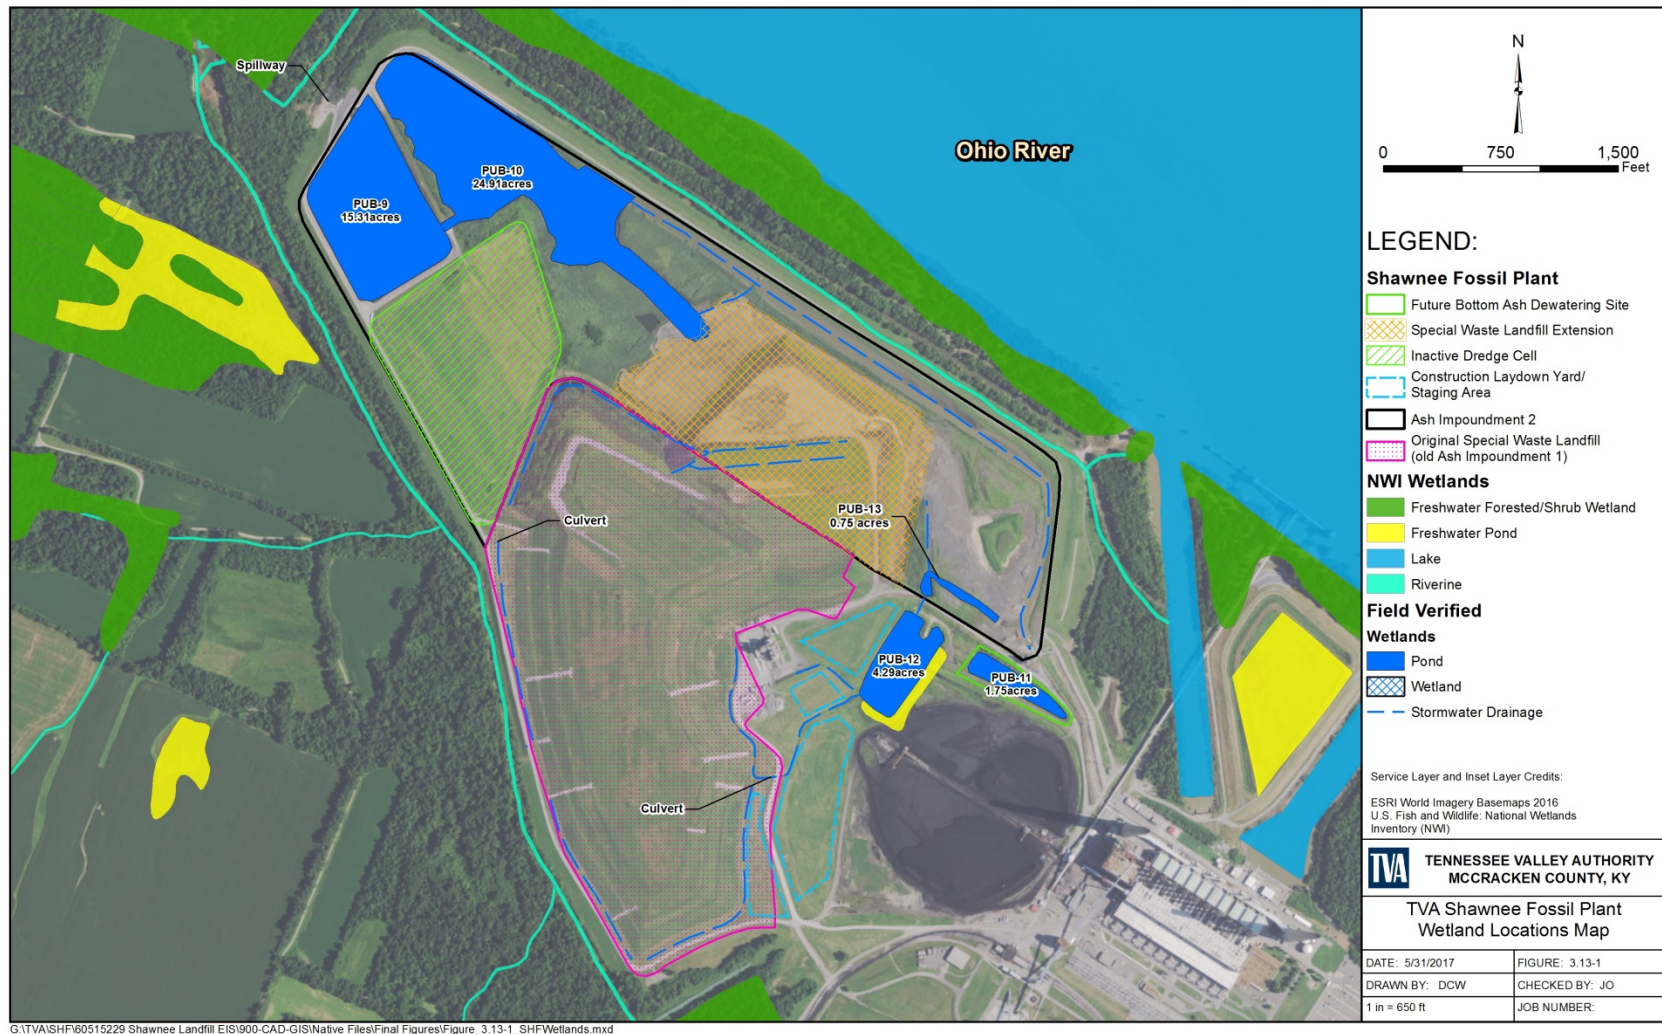 Spillway
Ohio River
PUB-10
24.91acres
PUB-9
15.31acres
PUB-13
0.75 acres
Culvert
PUB-12
4.29acres
PUB-11
1.75acres
Culvert
N
0 750 1,500
Feet
LEGEND:
Shawnee Fossil Plant
Future Bottom Ash Dewatering Site
Special Waste Landfill Extension
Inactive Dredge Cell
Construction Laydown Yard/
Staging Area
Ash Impoundment 2
Original Special Waste Landfill
(old Ash Impoundment 1)
NWI Wetlands
Freshwater Forested/Shrub Wetland
Freshwater Pond
Lake
Riverine
Field Verified
Wetlands
Pond
Wetland
Stormwater Drainage
Service Layer and Inset Layer Credits:
ESRI World Imagery Basemaps 2016
U.S. Fish and Wildlife: National Wetlands
Inventory (NWI)
TVA
TENNESSEE VALLEY AUTHORITY
MCCRACKEN COUNTY, KY
TVA Shawnee Fossil Plant
Wetland Locations Map
DATE: 5/31/2017 FIGURE: 3.13-1
DRAWN BY: DCW CHECKED BY: JO
1 in = 650 ft JOB NUMBER:
G:\TVA\SHF\60515229 Shawnee Landfill EIS\900-CAD-GIS\Native Files\Final Figures\Figure_3.13-1_SHFWetlands.mxd